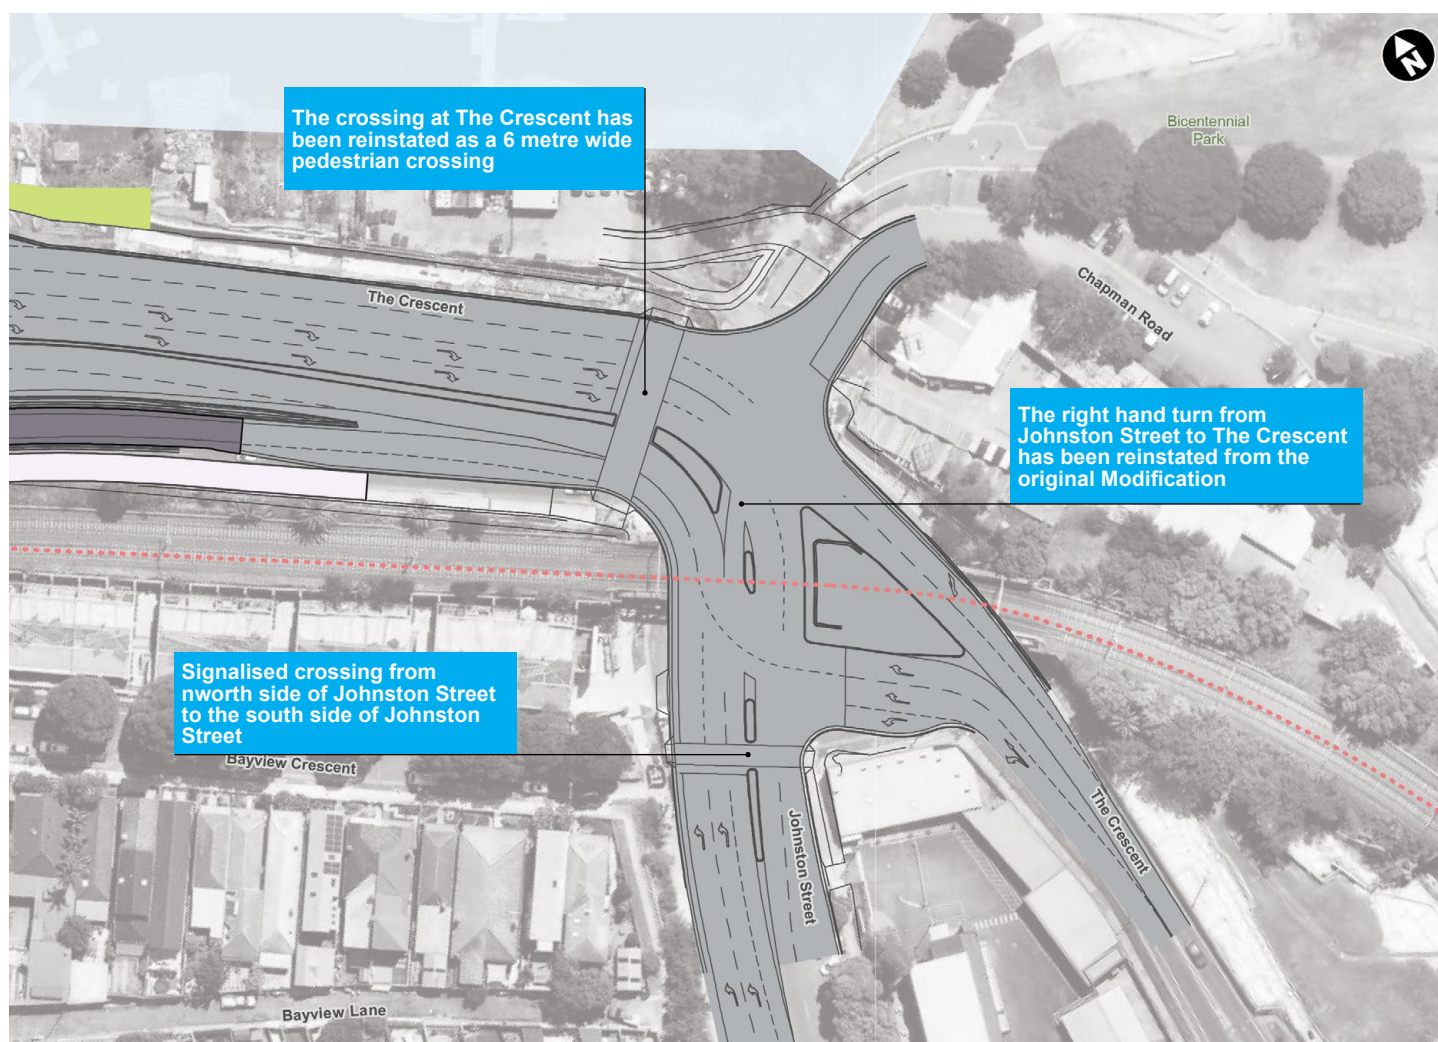 N
The crossing at The Crescent has
been reinstated as a 6 metre wide
pedestrian crossing
Bicentennial
Park
The Crescent
Chapman Road
The right hand turn from
Johnston Street to The Crescent
has been reinstated from the
original Modification
Signalised crossing from
nworth side of Johnston Street
to the south side of Johnston
Street
Bayview Crescent
Johnston Street
The Crescent
Bayview Lane